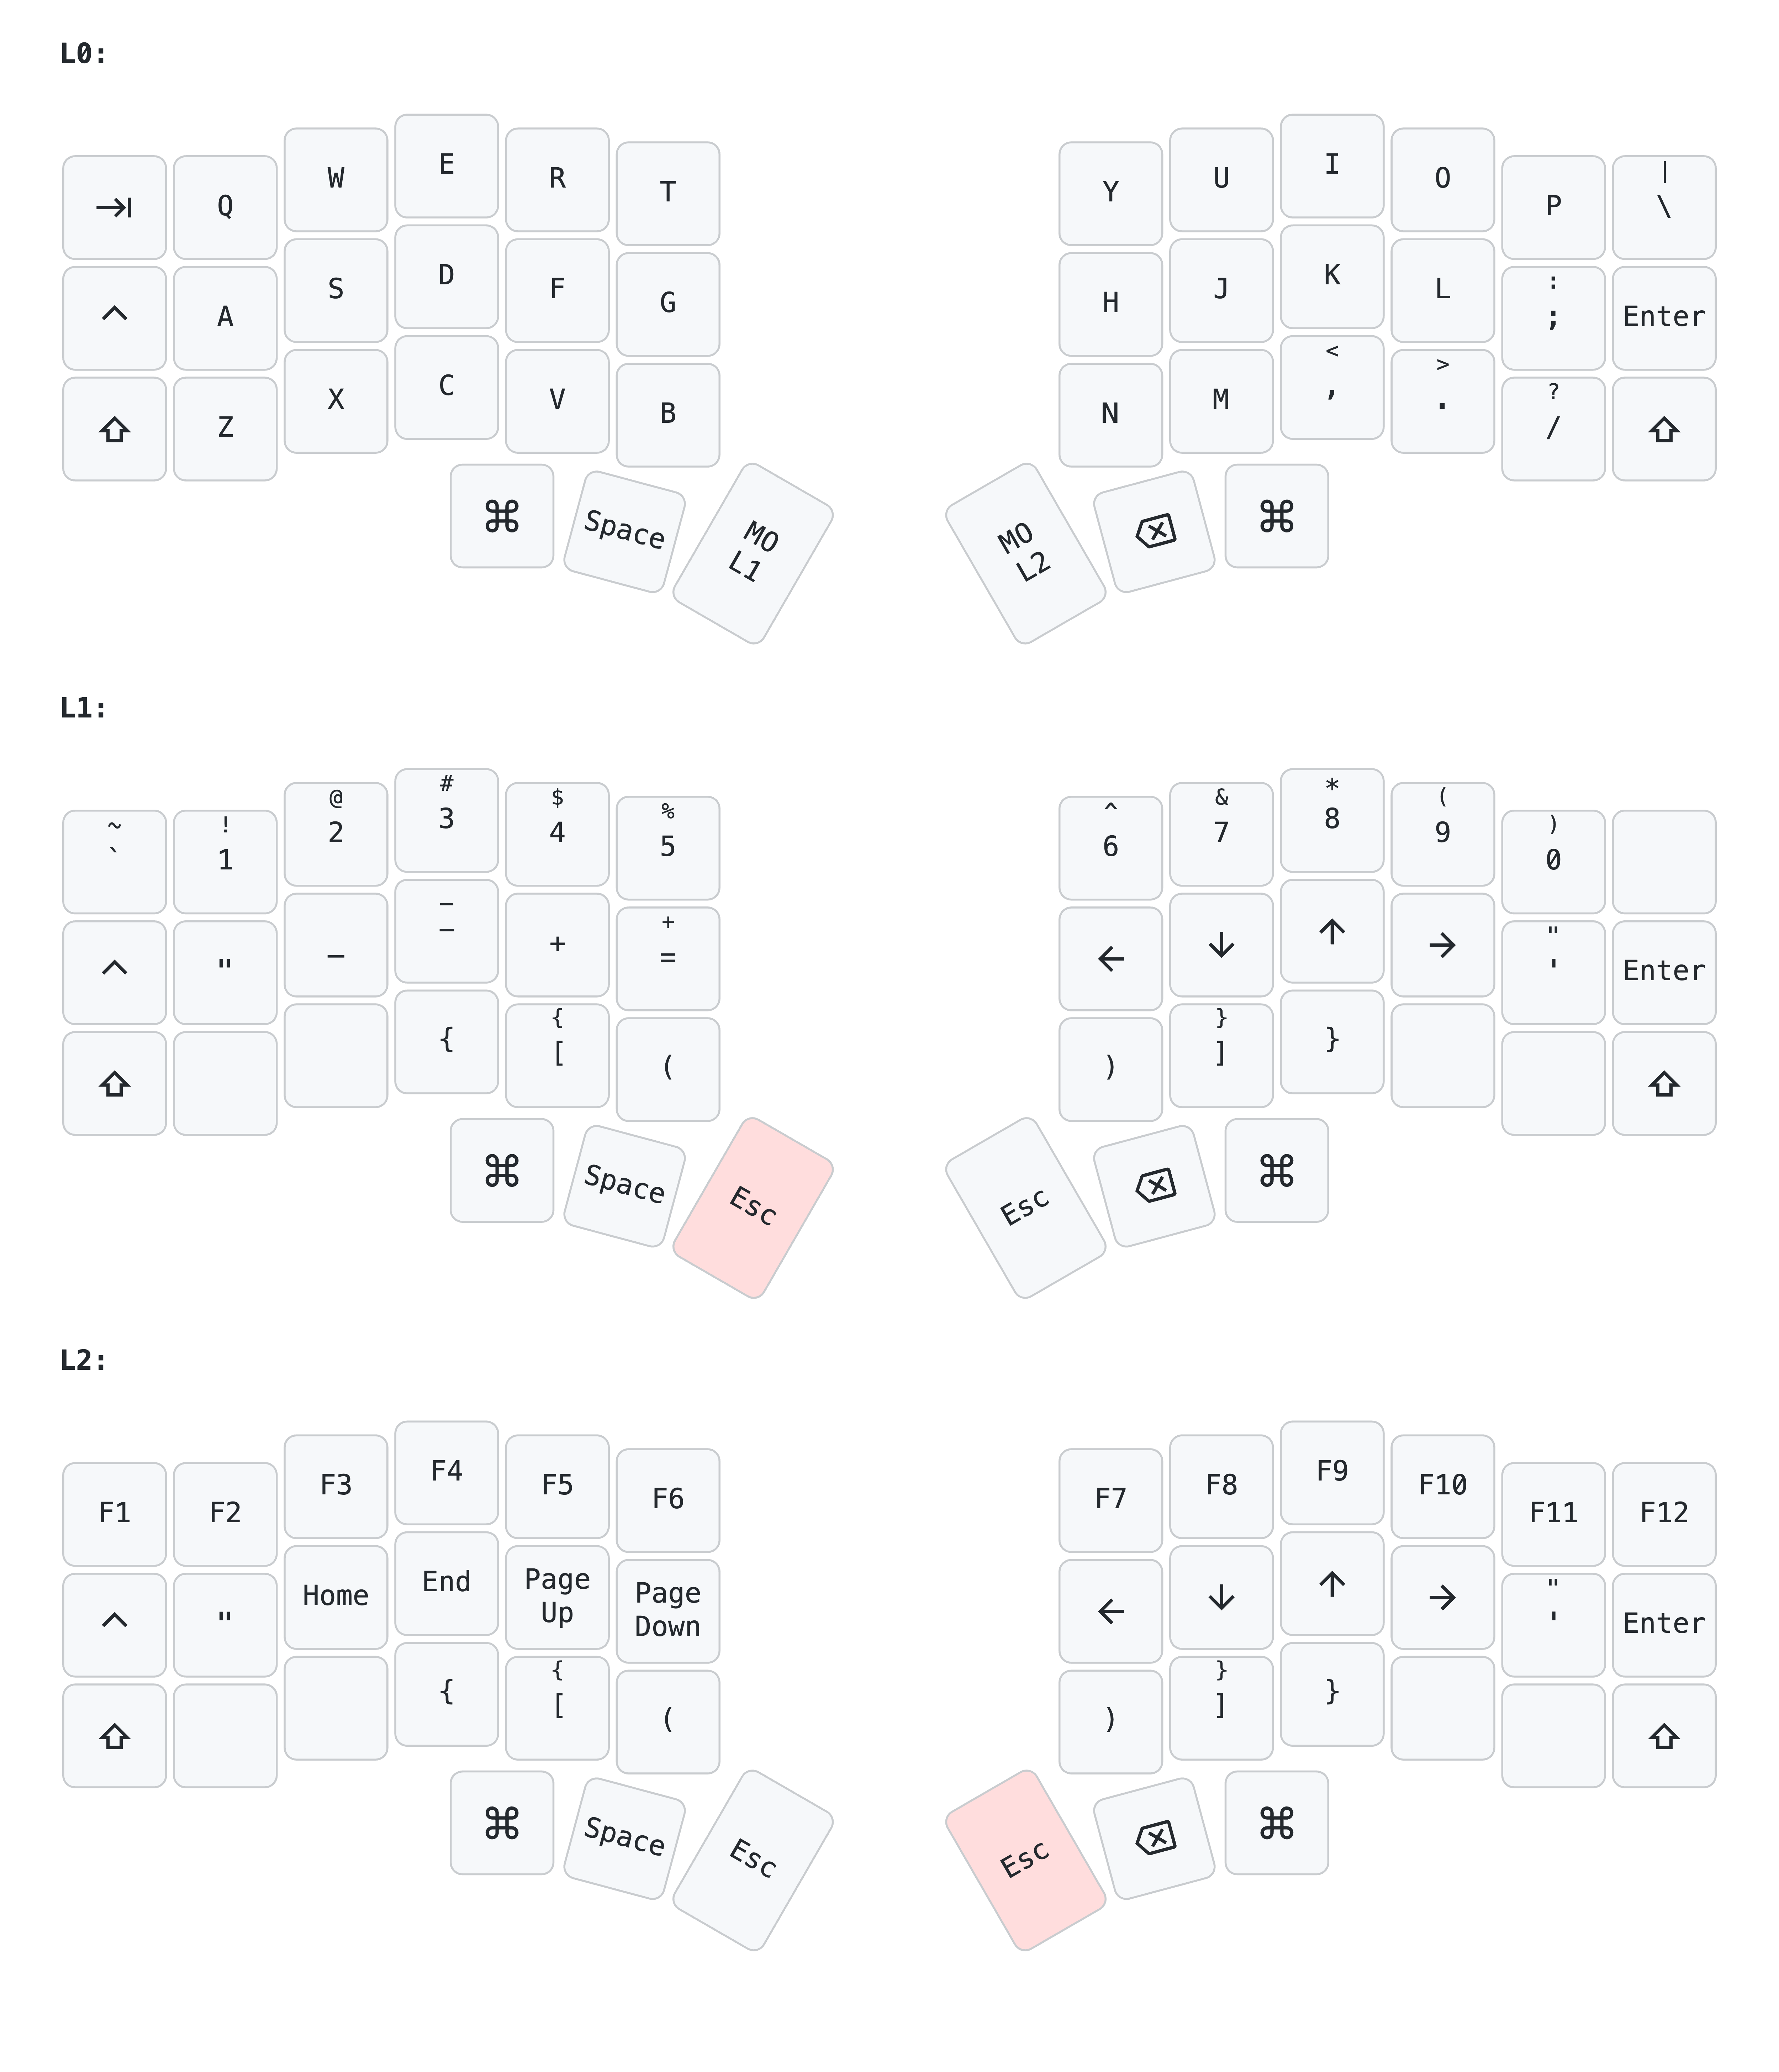 L0:
⇥ Q W E R T Y U I O P | \
^ A S D F G H J K L : ; Enter
⇧ Z X C V B N M < , > . ? / ⇧
⌘ Space MO L1 MO L2 ⌫ ⌘
L1:
~ ` ! 1 @ 2 # 3 $ 4 % 5 ^ 6 & 7 * 8 ( 9 ) 0
^ " _ _ - + + = ← ↓ ↑ → " ' Enter
⇧ { { [ ( ) } ] } ⇧
⌘ Space Esc Esc ⌫ ⌘
L2:
F1 F2 F3 F4 F5 F6 F7 F8 F9 F10 F11 F12
^ " Home End Page Up Page Down ← ↓ ↑ → " ' Enter
⇧ { { [ ( ) } ] } ⇧
⌘ Space Esc Esc ⌫ ⌘